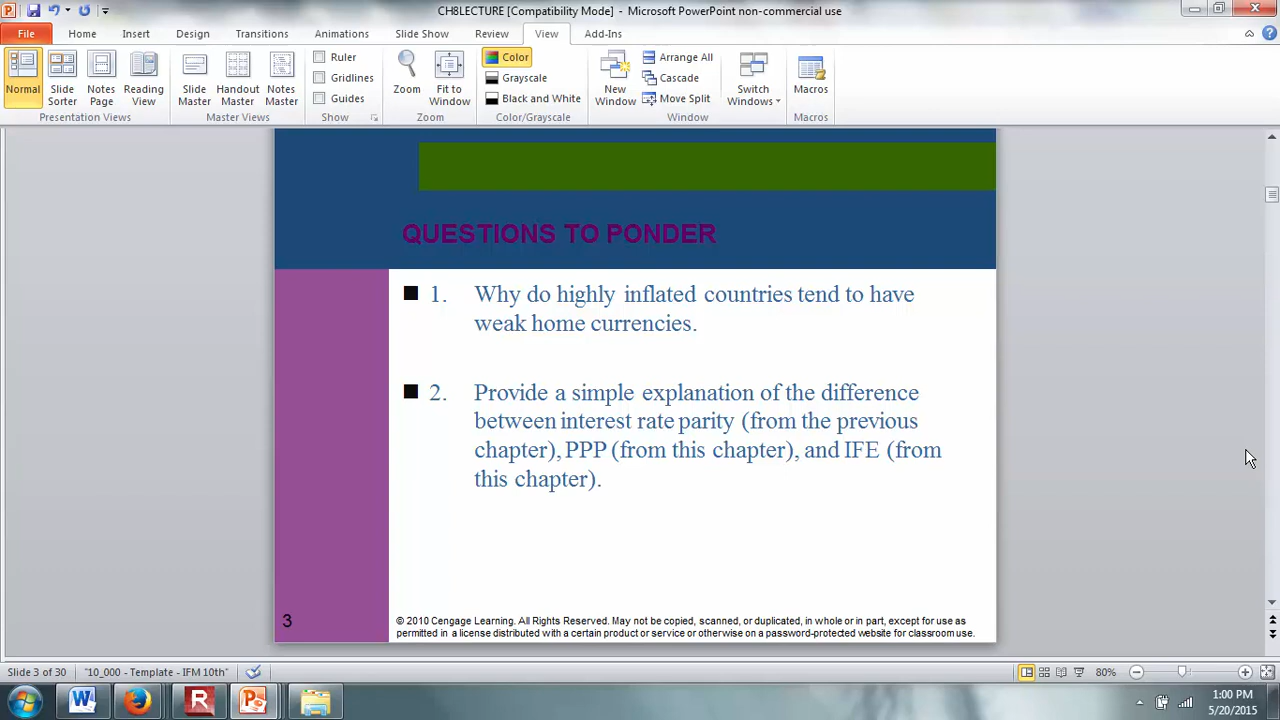 CH8LECTURE [Compatibility Mode] - Microsoft PowerPoint non-commercial use
File Home Insert Design Transitions Animations Slide Show Review View Add-Ins
Normal
Slide Sorter
Notes Page
Reading View
Presentation Views
Slide Master
Handout Master
Notes Master
Master Views
Ruler
Gridlines
Guides
Show
Zoom
Fit to Window
Zoom
Color
Grayscale
Black and White
Color/Grayscale
New Window
Arrange All
Cascade
Move Split
Switch Windows
Window
Macros
Macros
QUESTIONS TO PONDER
1. Why do highly inflated countries tend to have
weak home currencies.
2. Provide a simple explanation of the difference
between interest rate parity (from the previous
chapter), PPP (from this chapter), and IFE (from
this chapter).
3
© 2010 Cengage Learning. All Rights Reserved. May not be copied, scanned, or duplicated, in whole or in part, except for use as
permitted in a license distributed with a certain product or service or otherwise on a password-protected website for classroom use.
Slide 3 of 30 "10_000 - Template - IFM 10th" 80%
1:00 PM
5/20/2015